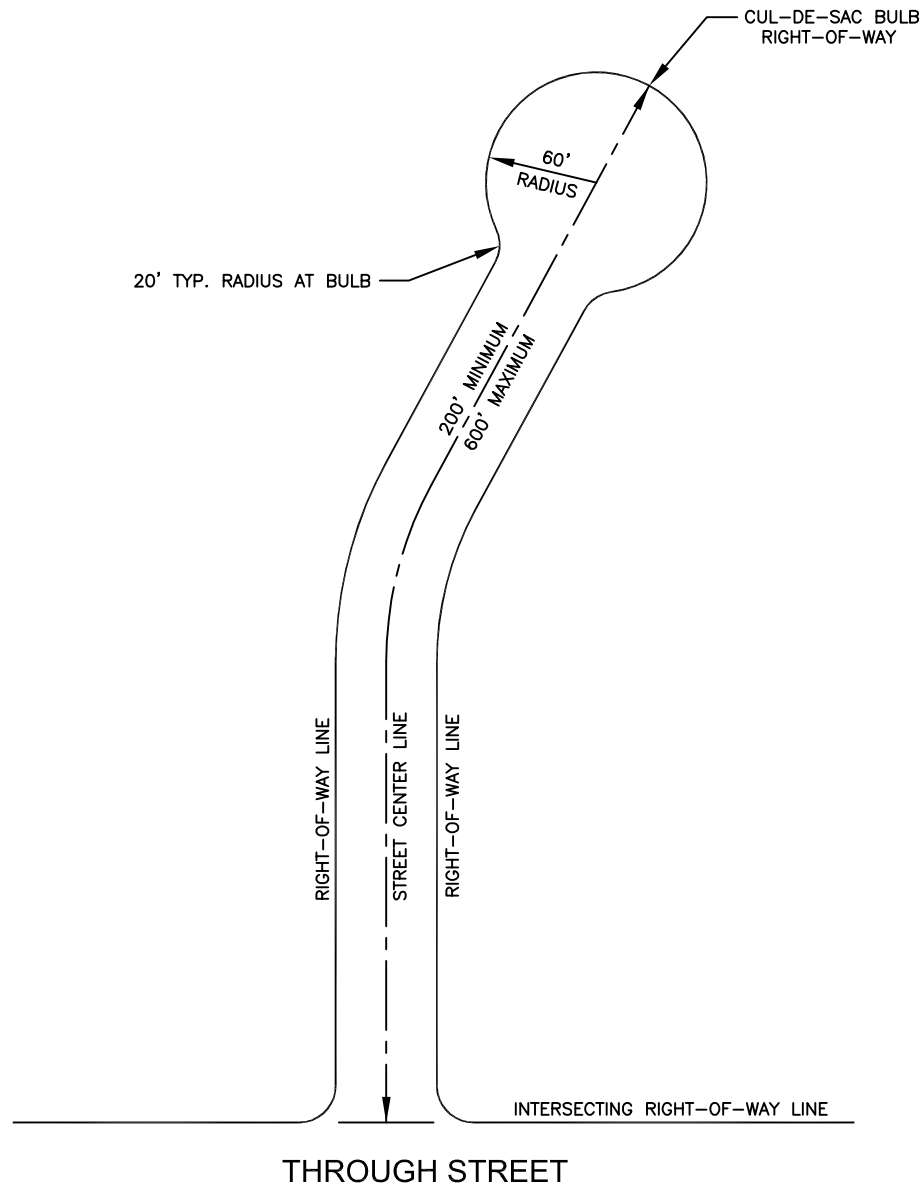 CUL-DE-SAC BULB
RIGHT-OF-WAY
60'
RADIUS
20' TYP. RADIUS AT BULB
200' MINIMUM
600' MAXIMUM
RIGHT-OF-WAY LINE
STREET CENTER LINE
RIGHT-OF-WAY LINE
INTERSECTING RIGHT-OF-WAY LINE
THROUGH STREET